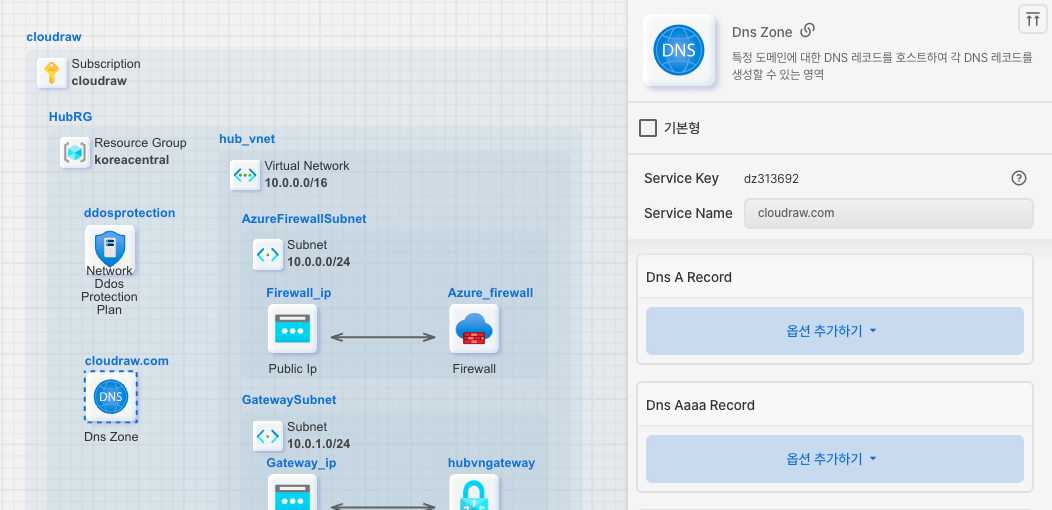 cloudraw
Subscription
cloudraw
HubRG
Resource Group
koreacentral
hub_vnet
Virtual Network
10.0.0.0/16
ddosprotection
Network
Ddos
Protection
Plan
AzureFirewallSubnet
Subnet
10.0.0.0/24
Firewall_ip
Public Ip
Azure_firewall
Firewall
cloudraw.com
DNS
Dns Zone
GatewaySubnet
Subnet
10.0.1.0/24
Gateway_ip
hubvngateway
DNS
Dns Zone
특정 도메인에 대한 DNS 레코드를 호스트하여 각 DNS 레코드를
생성할 수 있는 영역
기본형
Service Key dz313692
Service Name cloudraw.com
Dns A Record
옵션 추가하기
Dns Aaaa Record
옵션 추가하기